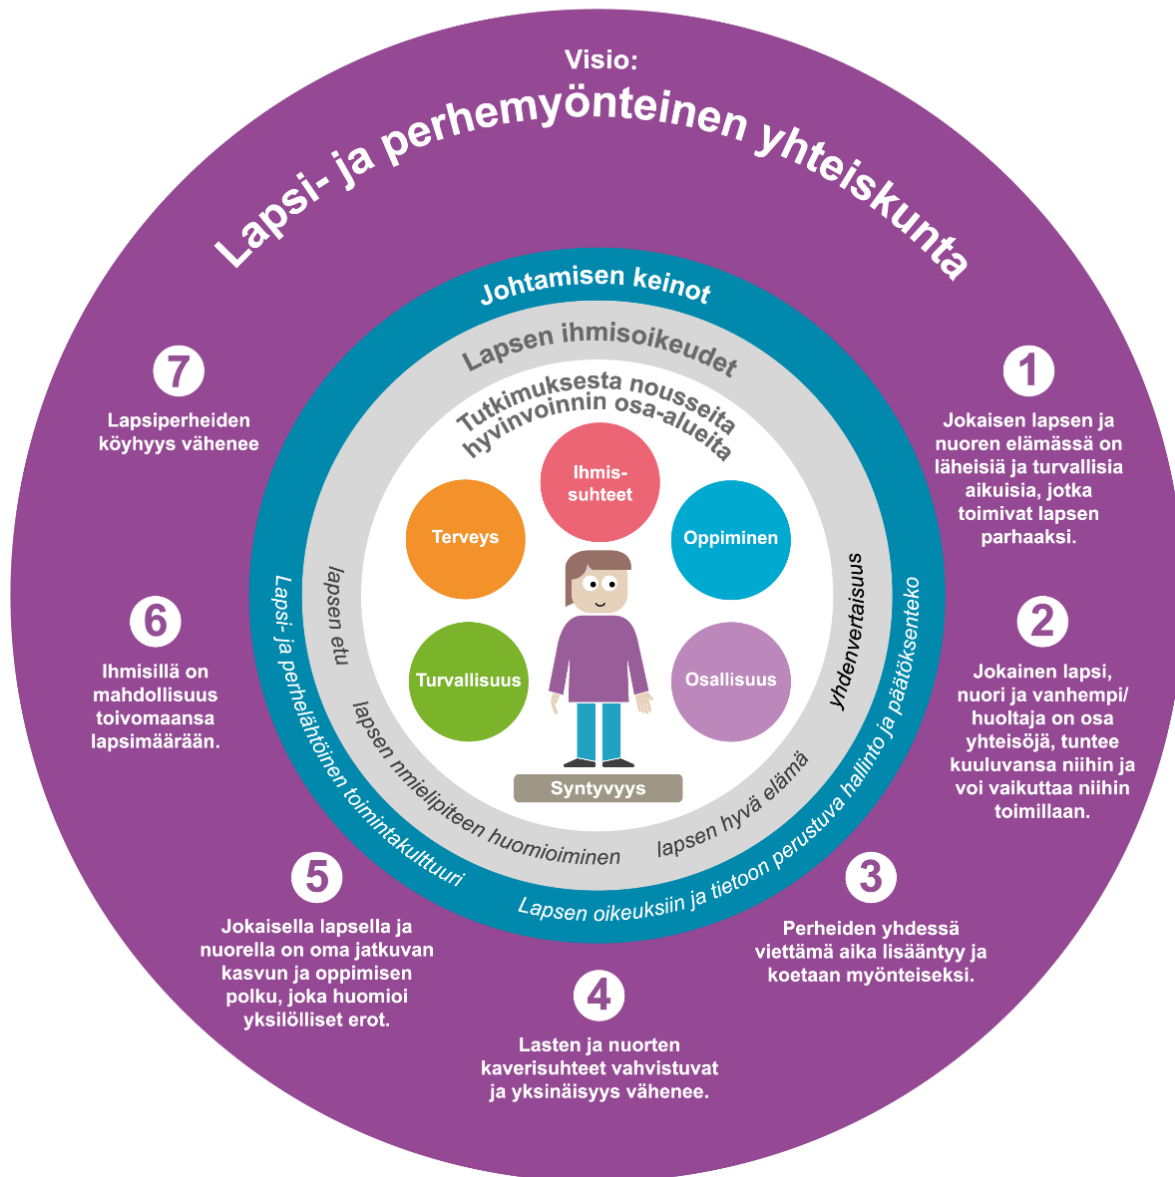 Visio:
Lapsi- ja perhemyönteinen yhteiskunta
Johtamisen keinot
Lapsen ihmisoikeudet
Tutkimuksesta nousseita
hyvinvoinnin osa-alueita
Ihmis-
suhteet
Terveys
Oppiminen
Turvallisuus
Osallisuus
Syntyvyys
lapsen etu
lapsen nmielipiteen huomioiminen
lapsen hyvä elämä
yhdenvertaisuus
Lapsi- ja perhelähtöinen toimintakulttuuri
Lapsen oikeuksiin ja tietoon perustuva hallinto ja päätöksenteko
1
Jokaisen lapsen ja
nuoren elämässä on
läheisiä ja turvallisia
aikuisia, jotka
toimivat lapsen
parhaaksi.
2
Jokainen lapsi,
nuori ja vanhempi/
huoltaja on osa
yhteisöjä, tuntee
kuuluvansa niihin ja
voi vaikuttaa niihin
toimillaan.
3
Perheiden yhdessä
viettämä aika lisääntyy ja
koetaan myönteiseksi.
4
Lasten ja nuorten
kaverisuhteet vahvistuvat
ja yksinäisyys vähenee.
5
Jokaisella lapsella ja
nuorella on oma jatkuvan
kasvun ja oppimisen
polku, joka huomioi
yksilölliset erot.
6
Ihmisillä on
mahdollisuus
toivomaansa
lapsimäärään.
7
Lapsiperheiden
köyhyys vähenee